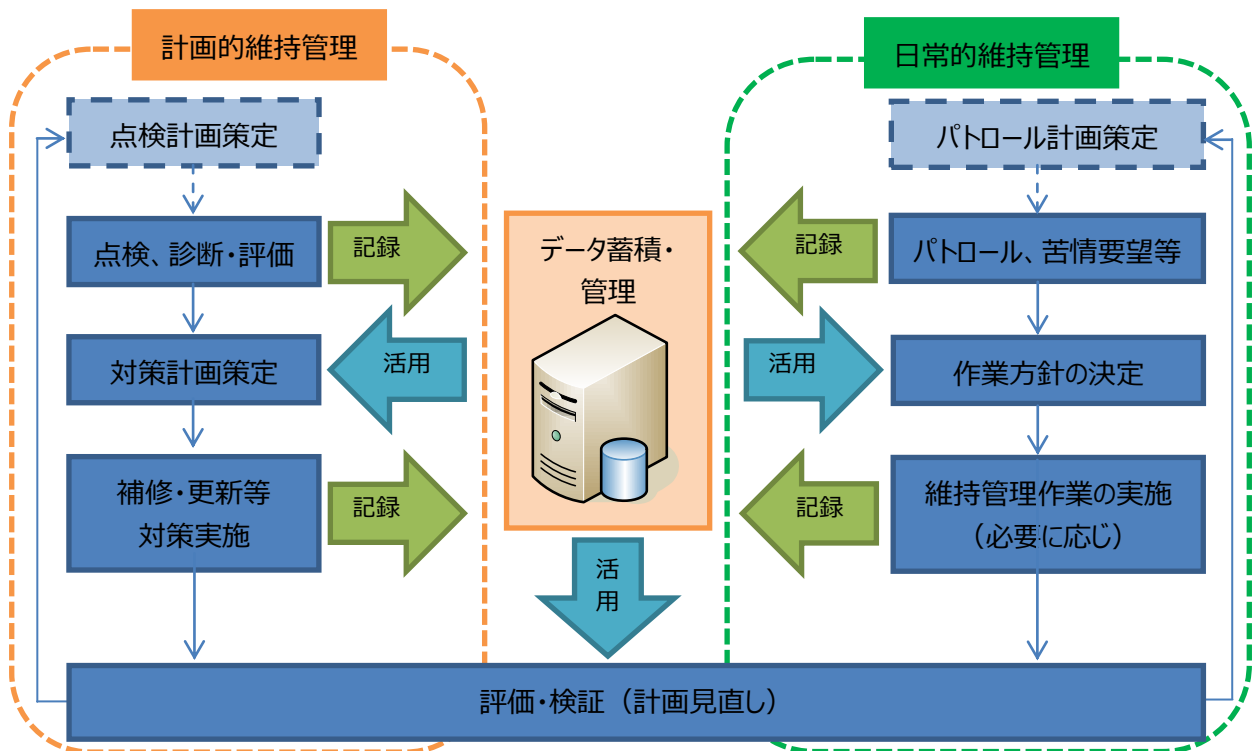 計画的維持管理
点検計画策定
点検、診断・評価
対策計画策定
補修・更新等
対策実施
記録
活用
記録
データ蓄積・
管理
活
用
日常的維持管理
パトロール計画策定
パトロール、苦情要望等
作業方針の決定
維持管理作業の実施
（必要に応じ）
記録
活用
記録
評価・検証（計画見直し）